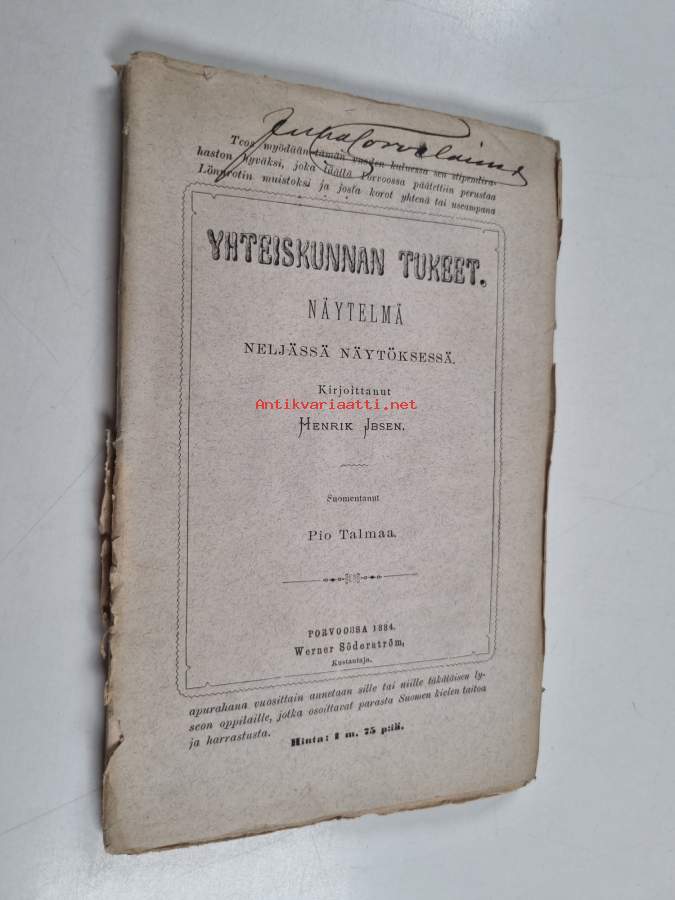 Teos myödään tämän vuoden kuluessa sen stipendira-
haston hyväksi, joka täällä Porvoossa päätettiin perustaa
Lönnrotin muistoksi ja josta korot yhtenä tai useampana
YHTEISKUNNAN TUKEET.
NÄYTELMÄ
NELJÄSSÄ NÄYTÖKSESSÄ.
Kirjoittanut
Antikvariaatti.net
HENRIK IBSEN.
Suomentanut
Pio Talmaa.
PORVOOSSA 1884.
Werner Söderström,
Kustantaja.
apurahana vuosittain annetaan sille tai niille täkäläisen ly-
seon oppilaille, jotka osoittavat parasta Suomen kielen taitoa
ja harrastusta.
Hinta: 1 m. 75 p:iä.